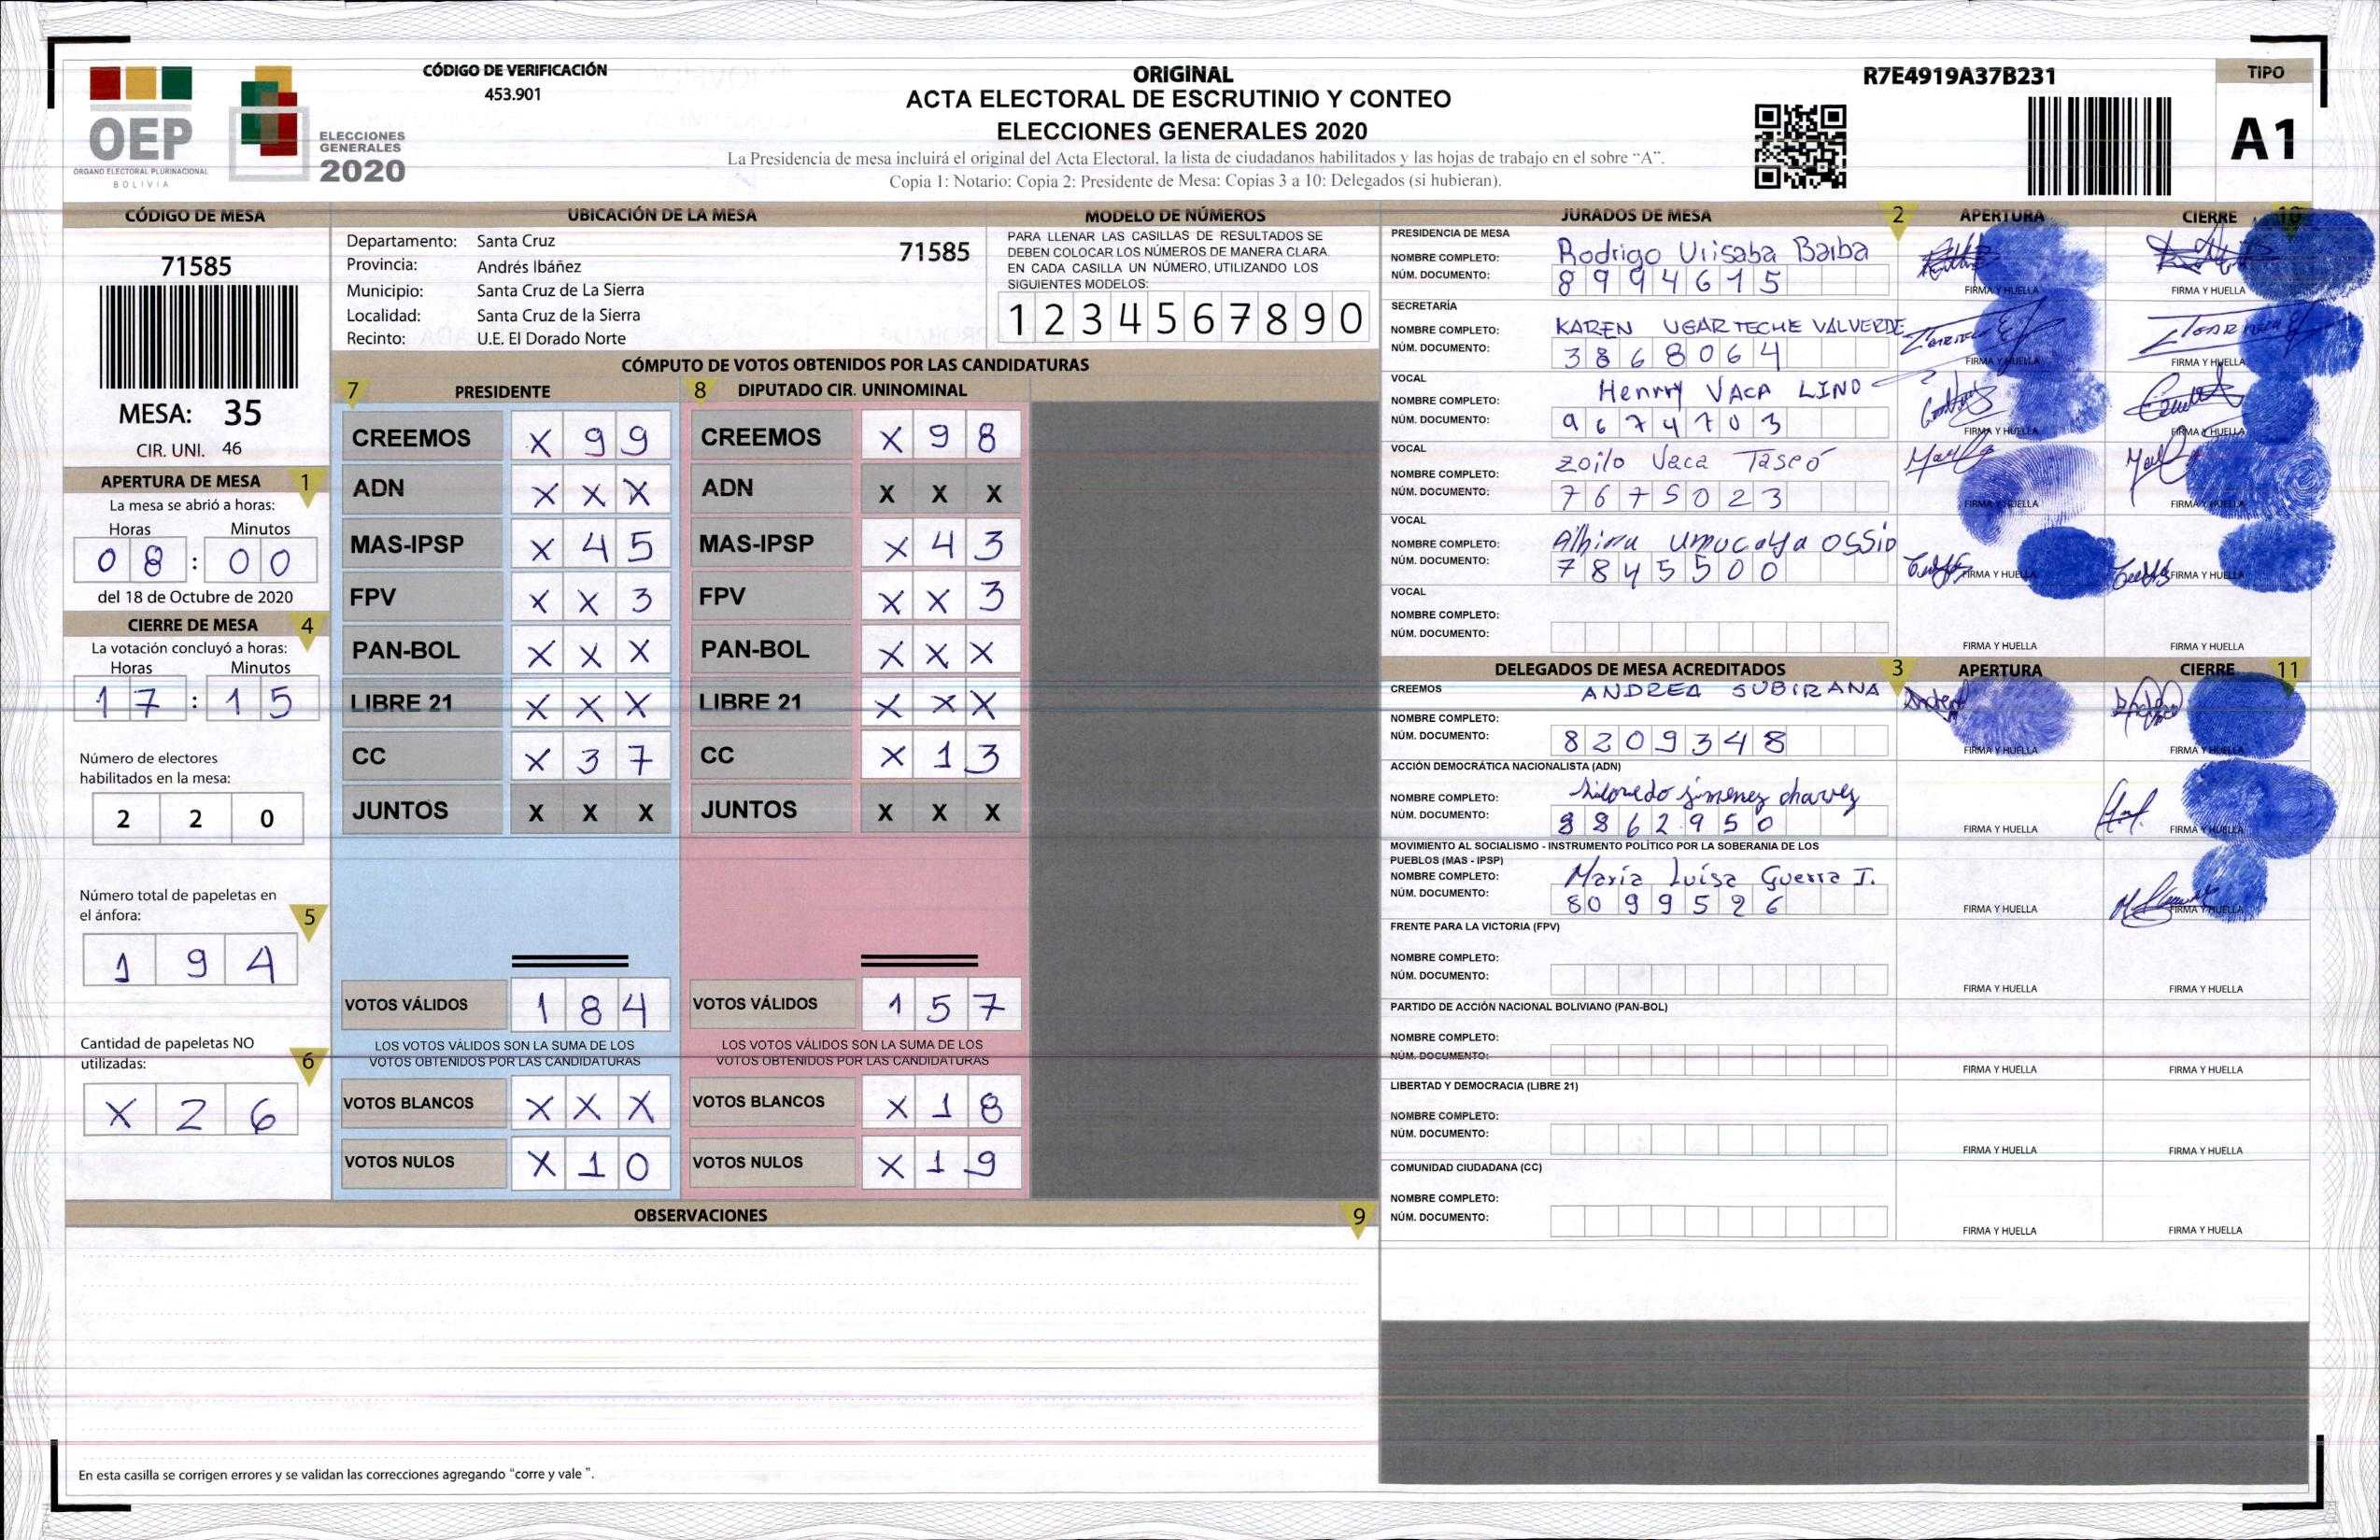 CÓDIGO DE VERIFICACIÓN
453.901
OEP
ÓRGANO ELECTORAL PLURINACIONAL
BOLIVIA
ELECCIONES
GENERALES
2020
ORIGINAL
ACTA ELECTORAL DE ESCRUTINIO Y CONTEO
ELECCIONES GENERALES 2020
La Presidencia de mesa incluirá el original del Acta Electoral, la lista de ciudadanos habilitados y las hojas de trabajo en el sobre "A".
Copia 1: Notario: Copia 2: Presidente de Mesa: Copias 3 a 10: Delegados (si hubieran).
R7E4919A37B231
TIPO
A1
CÓDIGO DE MESA
71585
MESA: 35
CIR. UNI. 46
APERTURA DE MESA 1
La mesa se abrió a horas:
Horas Minutos
08 : 00
del 18 de Octubre de 2020
CIERRE DE MESA 4
La votación concluyó a horas:
Horas Minutos
17 : 15
Número de electores
habilitados en la mesa:
2 2 0
Número total de papeletas en
el ánfora: 5
1 9 4
Cantidad de papeletas NO
utilizadas: 6
X 2 6
UBICACIÓN DE LA MESA
Departamento: Santa Cruz 71585
Provincia: Andrés Ibáñez
Municipio: Santa Cruz de La Sierra
Localidad: Santa Cruz de la Sierra
Recinto: U.E. El Dorado Norte
MODELO DE NÚMEROS
PARA LLENAR LAS CASILLAS DE RESULTADOS SE
DEBEN COLOCAR LOS NÚMEROS DE MANERA CLARA.
EN CADA CASILLA UN NÚMERO, UTILIZANDO LOS
SIGUIENTES MODELOS:
1 2 3 4 5 6 7 8 9 0
CÓMPUTO DE VOTOS OBTENIDOS POR LAS CANDIDATURAS
7 PRESIDENTE 8 DIPUTADO CIR. UNINOMINAL
CREEMOS X 9 9 CREEMOS X 9 8
ADN X X X ADN X X X
MAS-IPSP X 4 5 MAS-IPSP X 4 3
FPV X X 3 FPV X X 3
PAN-BOL X X X PAN-BOL X X X
LIBRE 21 X X X LIBRE 21 X X X
CC X 3 7 CC X 1 3
JUNTOS X X X JUNTOS X X X
VOTOS VÁLIDOS 1 8 4 VOTOS VÁLIDOS 1 5 7
LOS VOTOS VÁLIDOS SON LA SUMA DE LOS LOS VOTOS VÁLIDOS SON LA SUMA DE LOS
VOTOS OBTENIDOS POR LAS CANDIDATURAS VOTOS OBTENIDOS POR LAS CANDIDATURAS
VOTOS BLANCOS X X X VOTOS BLANCOS X 1 8
VOTOS NULOS X 1 0 VOTOS NULOS X 1 9
OBSERVACIONES 9
En esta casilla se corrigen errores y se validan las correcciones agregando "corre y vale ".
JURADOS DE MESA 2 APERTURA CIERRE 10
PRESIDENCIA DE MESA
NOMBRE COMPLETO: Rodrigo Urisaba Barba
NÚM. DOCUMENTO: 8994615 FIRMA Y HUELLA FIRMA Y HUELLA
SECRETARÍA
NOMBRE COMPLETO: KAREN UGARTECHE VALVERDE
NÚM. DOCUMENTO: 3868064 FIRMA Y HUELLA FIRMA Y HUELLA
VOCAL
NOMBRE COMPLETO: Henrry VACA LINO
NÚM. DOCUMENTO: 9674703 FIRMA Y HUELLA FIRMA Y HUELLA
VOCAL
NOMBRE COMPLETO: Zoilo Vaca Taseó
NÚM. DOCUMENTO: 7675023 FIRMA Y HUELLA FIRMA Y HUELLA
VOCAL
NOMBRE COMPLETO: OSSIO
NÚM. DOCUMENTO: 7845500 FIRMA Y HUELLA FIRMA Y HUELLA
VOCAL
NOMBRE COMPLETO:
NÚM. DOCUMENTO: FIRMA Y HUELLA FIRMA Y HUELLA
DELEGADOS DE MESA ACREDITADOS 3 APERTURA CIERRE 11
CREEMOS ANDREA SUBIRANA
NOMBRE COMPLETO:
NÚM. DOCUMENTO: 8209348 FIRMA Y HUELLA FIRMA Y HUELLA
ACCIÓN DEMOCRÁTICA NACIONALISTA (ADN)
NOMBRE COMPLETO: jimenez chavez
NÚM. DOCUMENTO: FIRMA Y HUELLA FIRMA Y HUELLA
MOVIMIENTO AL SOCIALISMO - INSTRUMENTO POLÍTICO POR LA SOBERANIA DE LOS
PUEBLOS (MAS - IPSP)
NOMBRE COMPLETO: María Luisa Guerra I.
NÚM. DOCUMENTO: 8099526 FIRMA Y HUELLA FIRMA Y HUELLA
FRENTE PARA LA VICTORIA (FPV)
NOMBRE COMPLETO:
NÚM. DOCUMENTO: FIRMA Y HUELLA FIRMA Y HUELLA
PARTIDO DE ACCIÓN NACIONAL BOLIVIANO (PAN-BOL)
NOMBRE COMPLETO:
NÚM. DOCUMENTO: FIRMA Y HUELLA FIRMA Y HUELLA
LIBERTAD Y DEMOCRACIA (LIBRE 21)
NOMBRE COMPLETO:
NÚM. DOCUMENTO: FIRMA Y HUELLA FIRMA Y HUELLA
COMUNIDAD CIUDADANA (CC)
NOMBRE COMPLETO:
NÚM. DOCUMENTO: FIRMA Y HUELLA FIRMA Y HUELLA